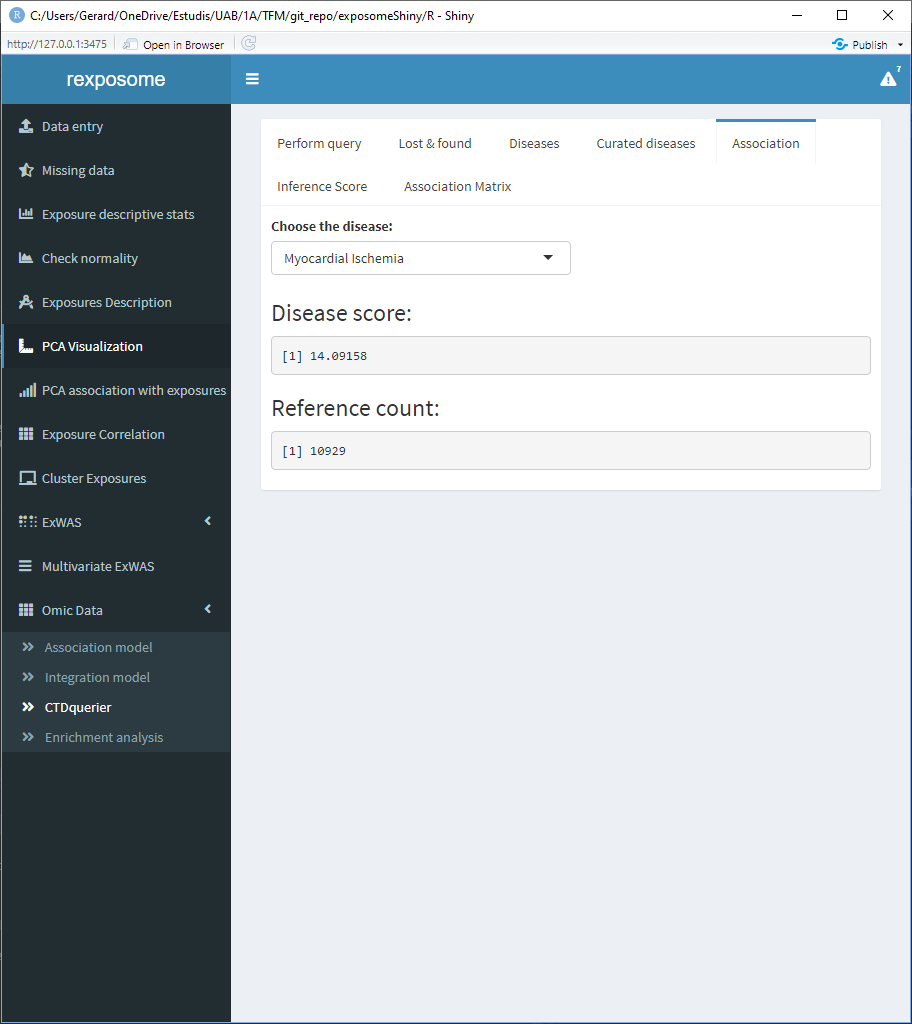 C:/Users/Gerard/OneDrive/Estudis/UAB/1A/TFM/git_repo/exposomeShiny/R - Shiny
http://127.0.0.1:3475
Open in Browser
Publish
rexposome
7
Data entry
Missing data
Exposure descriptive stats
Check normality
Exposures Description
PCA Visualization
PCA association with exposures
Exposure Correlation
Cluster Exposures
ExWAS
Multivariate ExWAS
Omic Data
Association model
Integration model
CTDquerier
Enrichment analysis
Perform query
Lost & found
Diseases
Curated diseases
Association
Inference Score
Association Matrix
Choose the disease:
Myocardial Ischemia
Disease score:
[1] 14.09158
Reference count:
[1] 10929